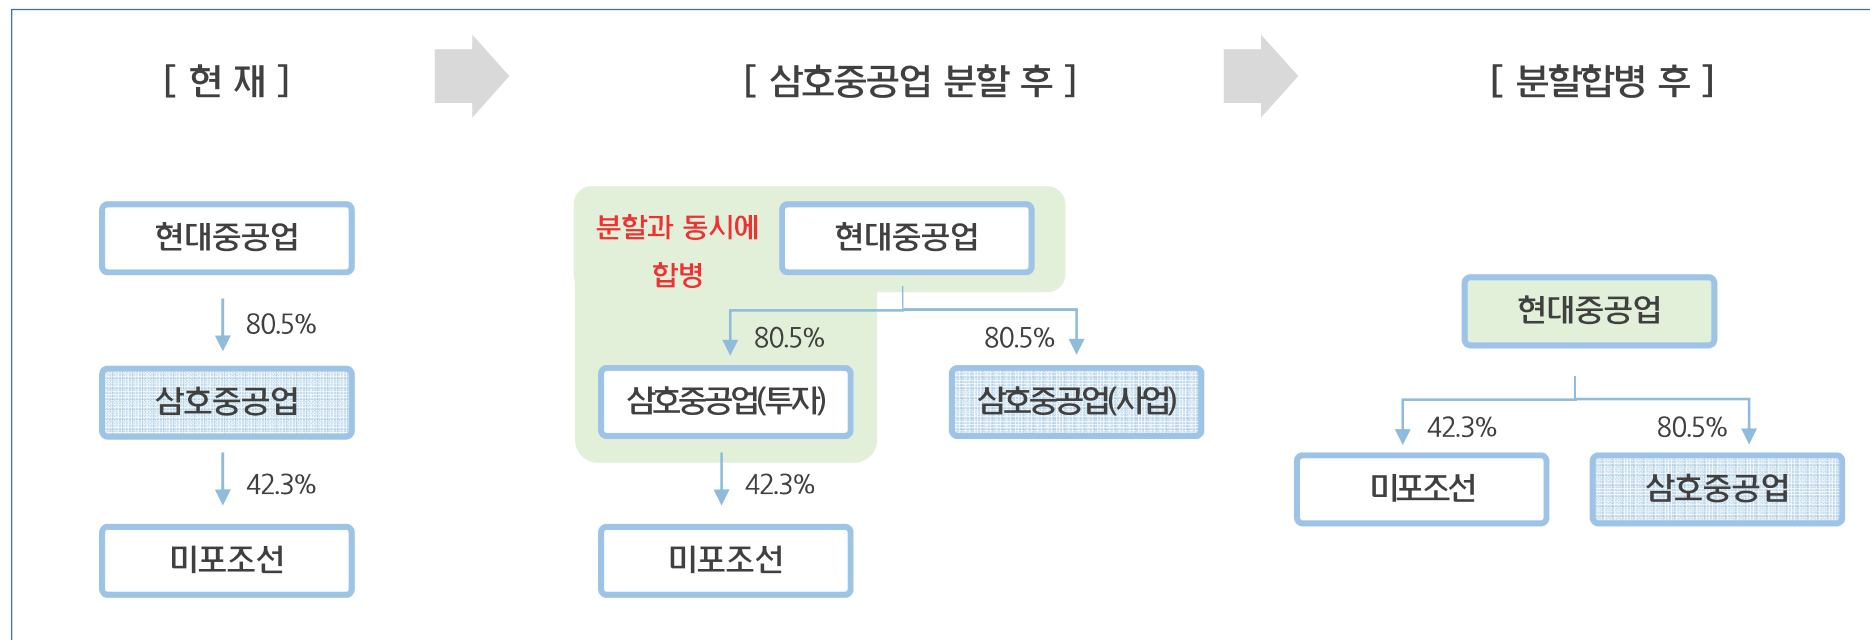 [ 현 재 ]
[ 삼호중공업 분할 후 ]
[ 분할합병 후 ]
현대중공업
80.5%
삼호중공업
42.3%
미포조선
분할과 동시에
합병
현대중공업
80.5%
80.5%
삼호중공업(투자)
삼호중공업(사업)
42.3%
미포조선
현대중공업
42.3%
80.5%
미포조선
삼호중공업